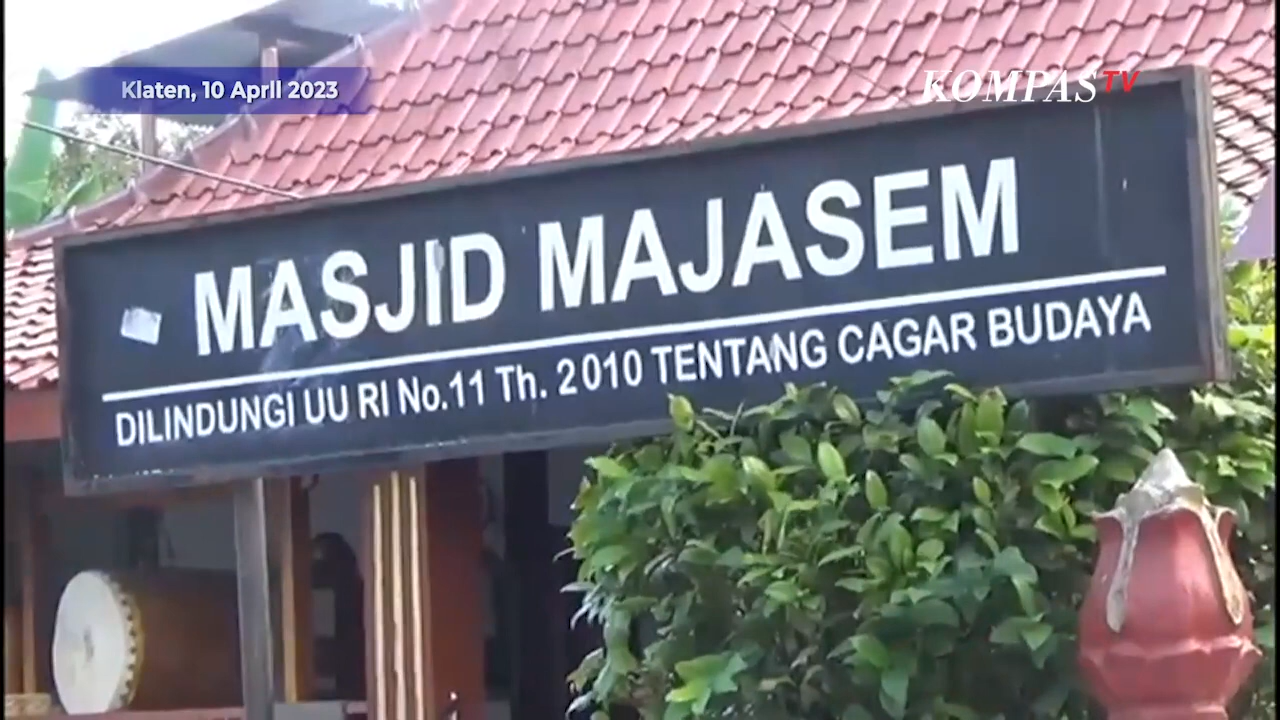 Klaten, 10 April 2023
KOMPASTV
MASJID MAJASEM
DILINDUNGI UU RI No.11 Th. 2010 TENTANG CAGAR BUDAYA